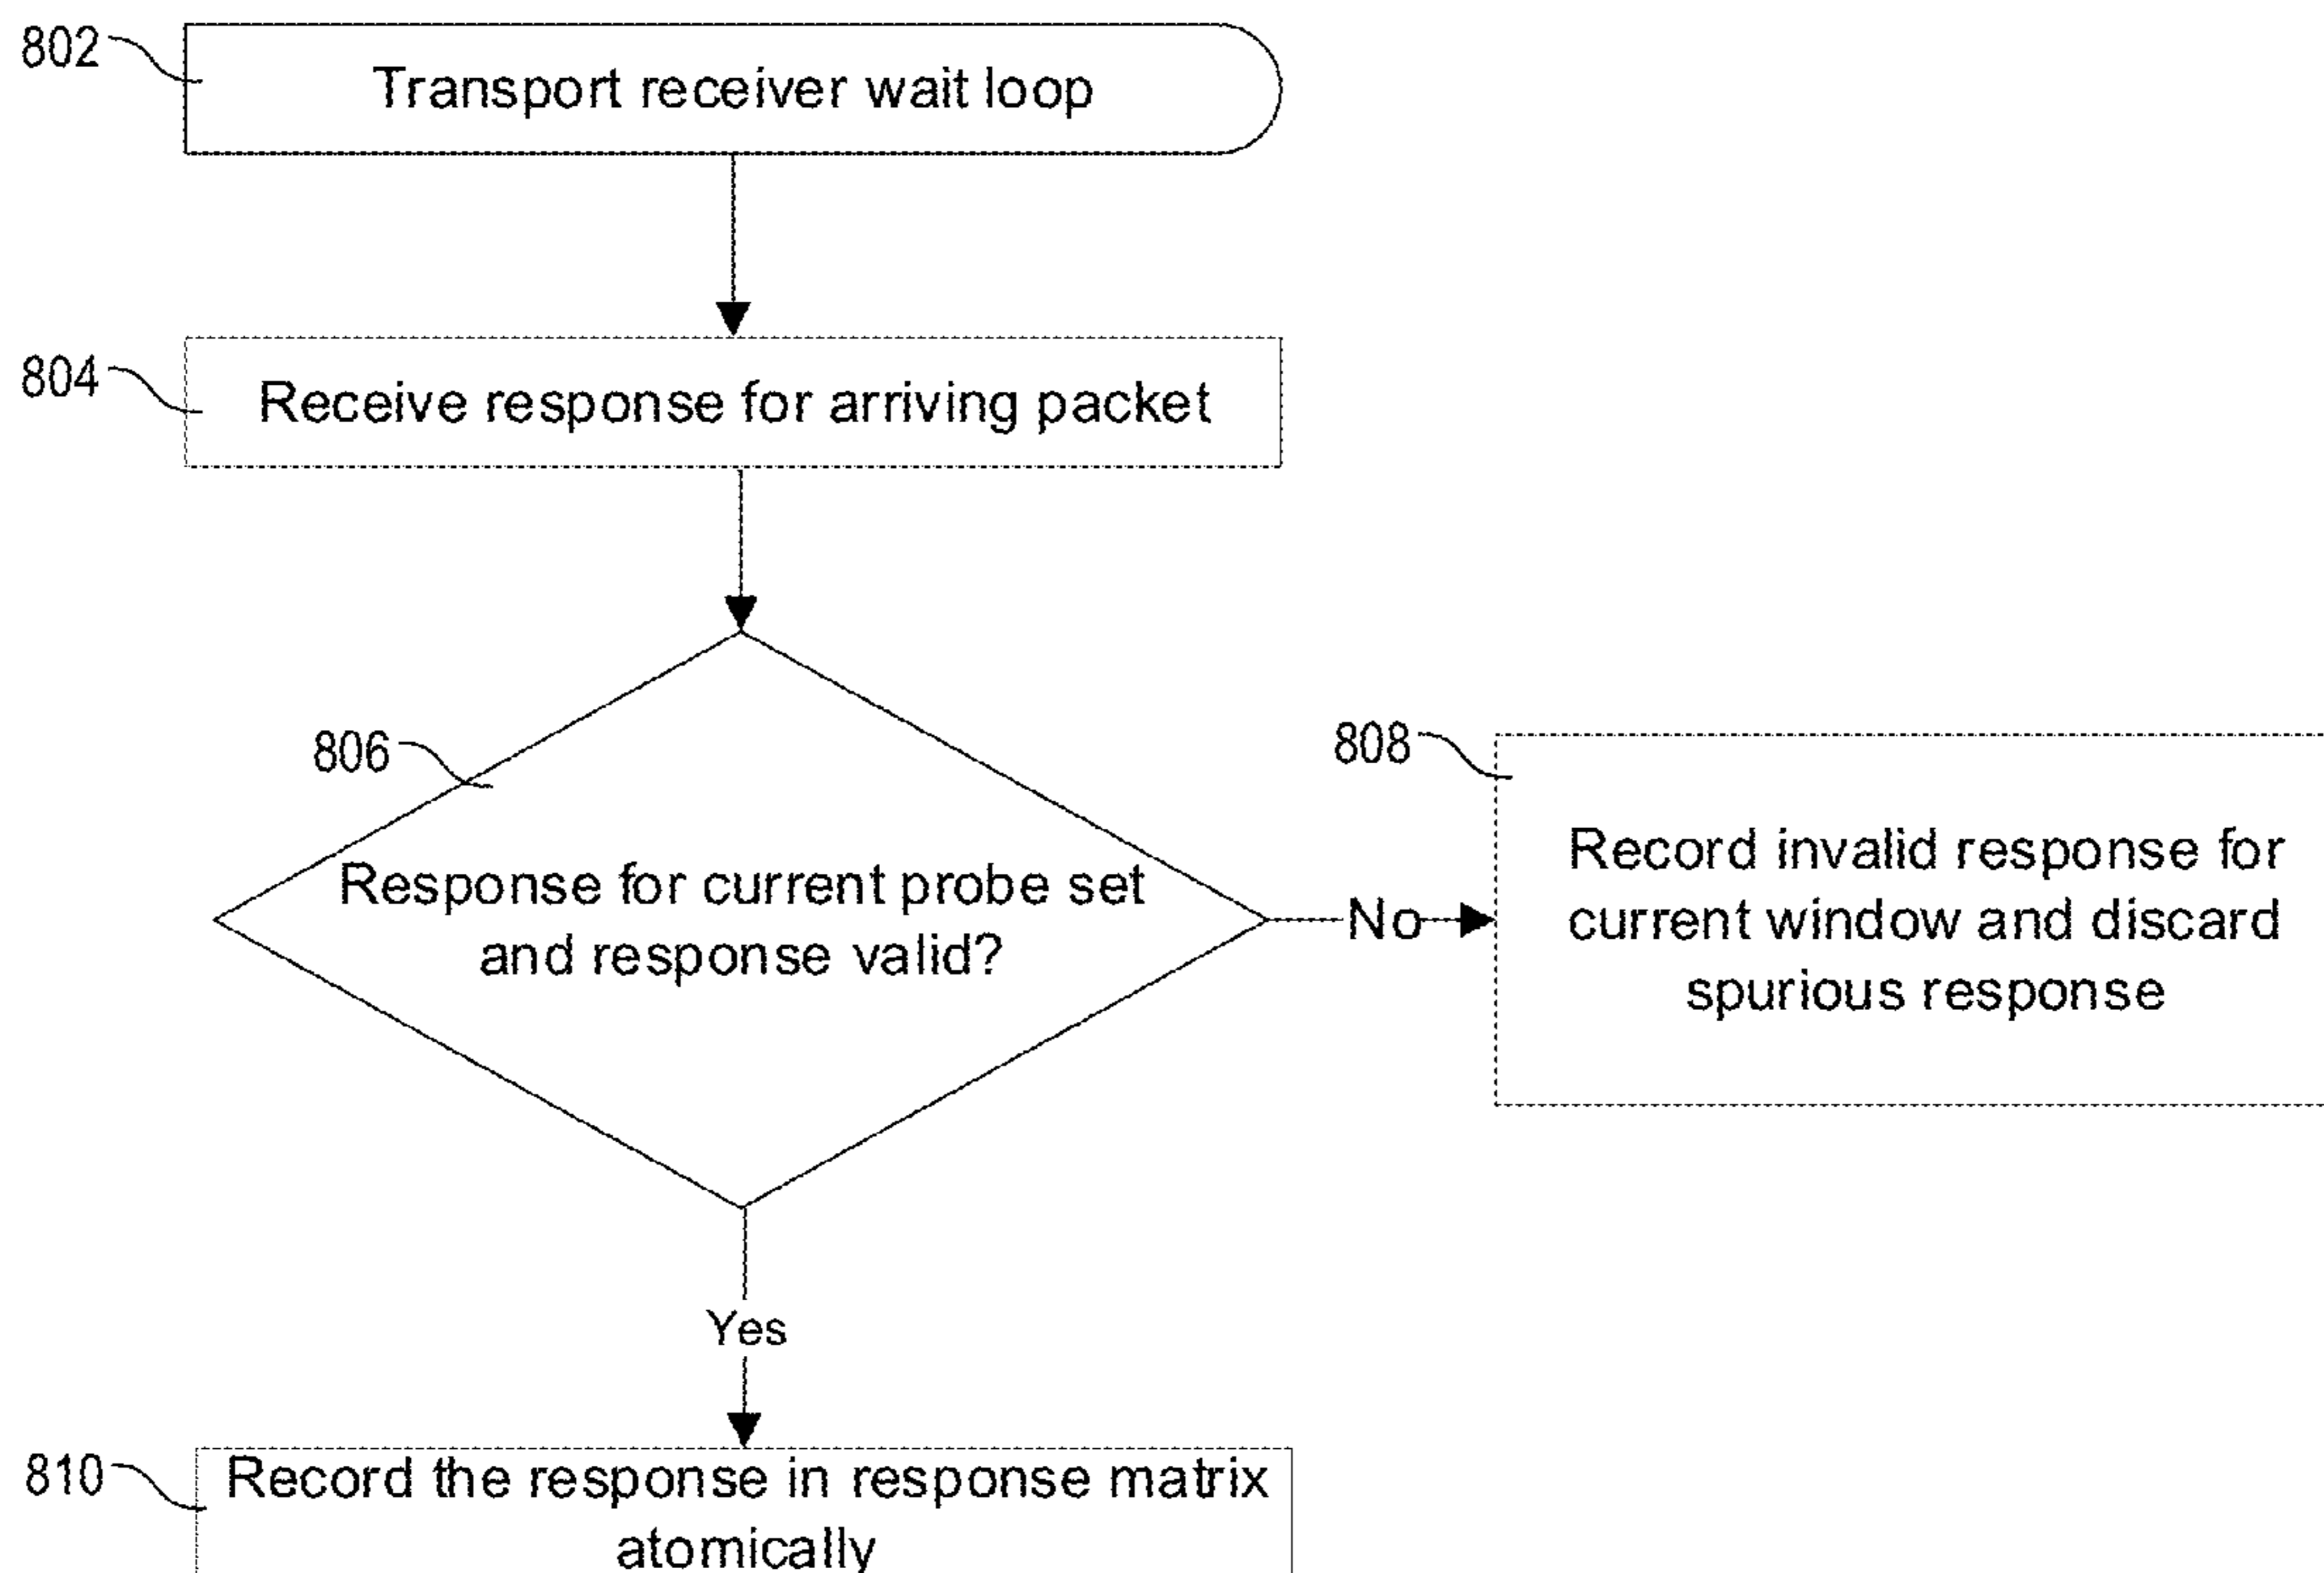 802
Transport receiver wait loop
804
Receive response for arriving packet
806
Response for current probe set
and response valid?
No
808
Record invalid response for
current window and discard
spurious response
Yes
810
Record the response in response matrix
atomically